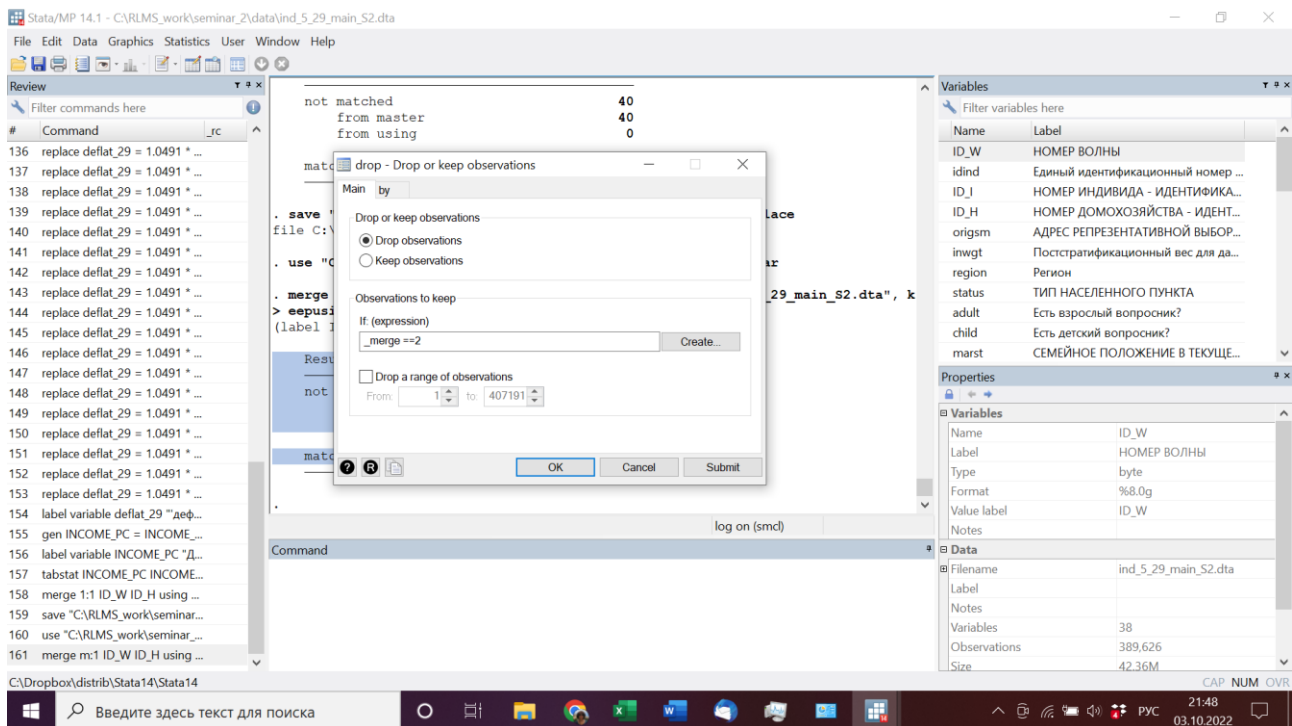 Stata/MP 14.1 - C:\RLMS_work\seminar_2\data\ind_5_29_main_S2.dta
File Edit Data Graphics Statistics User Window Help
Review
Filter commands here
# Command _rc
136 replace deflat_29 = 1.0491 * ...
137 replace deflat_29 = 1.0491 * ...
138 replace deflat_29 = 1.0491 * ...
139 replace deflat_29 = 1.0491 * ...
140 replace deflat_29 = 1.0491 * ...
141 replace deflat_29 = 1.0491 * ...
142 replace deflat_29 = 1.0491 * ...
143 replace deflat_29 = 1.0491 * ...
144 replace deflat_29 = 1.0491 * ...
145 replace deflat_29 = 1.0491 * ...
146 replace deflat_29 = 1.0491 * ...
147 replace deflat_29 = 1.0491 * ...
148 replace deflat_29 = 1.0491 * ...
149 replace deflat_29 = 1.0491 * ...
150 replace deflat_29 = 1.0491 * ...
151 replace deflat_29 = 1.0491 * ...
152 replace deflat_29 = 1.0491 * ...
153 replace deflat_29 = 1.0491 * ...
154 label variable deflat_29 "'деф...
155 gen INCOME_PC = INCOME_...
156 label variable INCOME_PC "Д...
157 tabstat INCOME_PC INCOME...
158 merge 1:1 ID_W ID_H using ...
159 save "C:\RLMS_work\seminar...
160 use "C:\RLMS_work\seminar_...
161 merge m:1 ID_W ID_H using ...
not matched 40
from master 40
from using 0
matc
. save " lace
file C:\
. use "C ar
. merge _29_main_S2.dta", k
> eepusi
(label I
Resu
not
matc
.
drop - Drop or keep observations
Main by
Drop or keep observations
Drop observations
Keep observations
Observations to keep
If: (expression)
_merge ==2
Create...
Drop a range of observations
From: 1 to: 407191
OK Cancel Submit
log on (smcl)
Command
Variables
Filter variables here
Name Label
ID_W НОМЕР ВОЛНЫ
idind Единый идентификационный номер ...
ID_I НОМЕР ИНДИВИДА - ИДЕНТИФИКА...
ID_H НОМЕР ДОМОХОЗЯЙСТВА - ИДЕНТ...
origsm АДРЕС РЕПРЕЗЕНТАТИВНОЙ ВЫБОР...
inwgt Постстратификационный вес для да...
region Регион
status ТИП НАСЕЛЕННОГО ПУНКТА
adult Есть взрослый вопросник?
child Есть детский вопросник?
marst СЕМЕЙНОЕ ПОЛОЖЕНИЕ В ТЕКУЩЕ...
Properties
Variables
Name ID_W
Label НОМЕР ВОЛНЫ
Type byte
Format %8.0g
Value label ID_W
Notes
Data
Filename ind_5_29_main_S2.dta
Label
Notes
Variables 38
Observations 389,626
Size 42.36M
C:\Dropbox\distrib\Stata14\Stata14
CAP NUM OVR
Введите здесь текст для поиска
РУС
21:48
03.10.2022